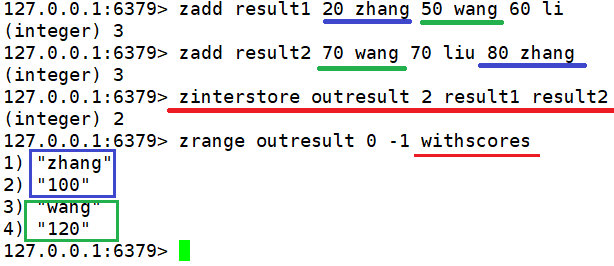 127.0.0.1:6379> zadd result1 20 zhang 50 wang 60 li
(integer) 3
127.0.0.1:6379> zadd result2 70 wang 70 liu 80 zhang
(integer) 3
127.0.0.1:6379> zinterstore outresult 2 result1 result2
(integer) 2
127.0.0.1:6379> zrange outresult 0 -1 withscores
1) "zhang"
2) "100"
3) "wang"
4) "120"
127.0.0.1:6379>